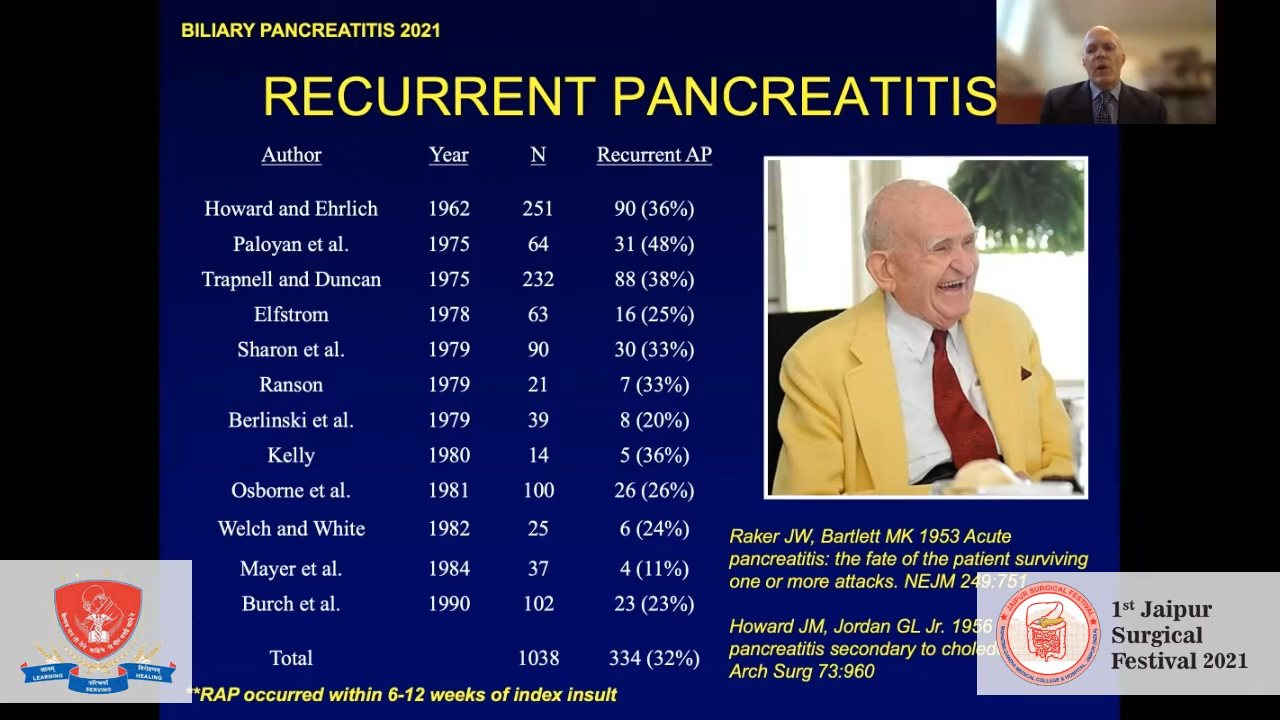 BILIARY PANCREATITIS 2021
RECURRENT PANCREATITIS
Author Year N Recurrent AP
Howard and Ehrlich 1962 251 90 (36%)
Paloyan et al. 1975 64 31 (48%)
Trapnell and Duncan 1975 232 88 (38%)
Elfstrom 1978 63 16 (25%)
Sharon et al. 1979 90 30 (33%)
Ranson 1979 21 7 (33%)
Berlinski et al. 1979 39 8 (20%)
Kelly 1980 14 5 (36%)
Osborne et al. 1981 100 26 (26%)
Welch and White 1982 25 6 (24%)
Mayer et al. 1984 37 4 (11%)
Burch et al. 1990 102 23 (23%)
Total 1038 334 (32%)
**RAP occurred within 6-12 weeks of index insult
Raker JW, Bartlett MK 1953 Acute
pancreatitis: the fate of the patient surviving
one or more attacks. NEJM 249:751
Howard JM, Jordan GL Jr. 1956
pancreatitis secondary to
Arch Surg 73:960
LEARNING
SERVING
HEALING
JAIPUR SURGICAL FESTIVAL
1st Jaipur
Surgical
Festival 2021